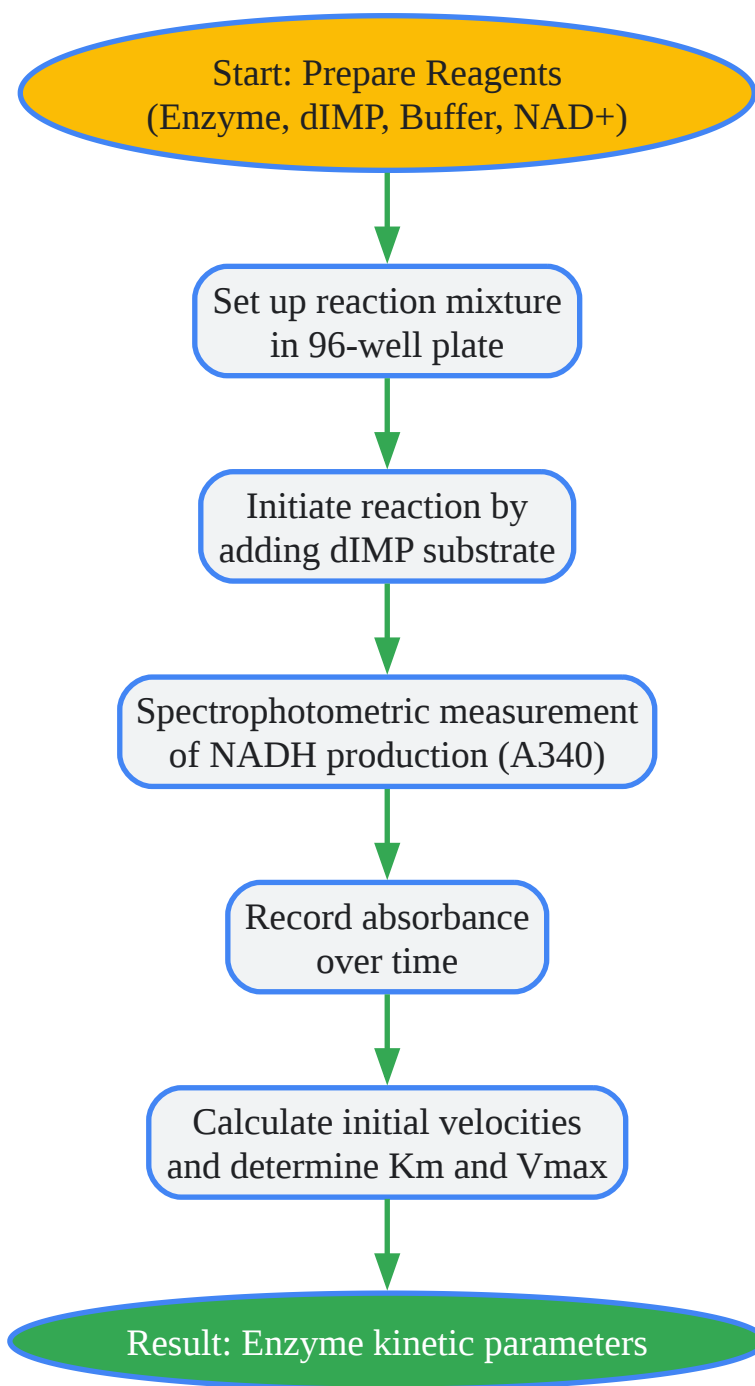 Start: Prepare Reagents
(Enzyme, dIMP, Buffer, NAD+)
Set up reaction mixture
in 96-well plate
Initiate reaction by
adding dIMP substrate
Spectrophotometric measurement
of NADH production (A340)
Record absorbance
over time
Calculate initial velocities
and determine Km and Vmax
Result: Enzyme kinetic parameters